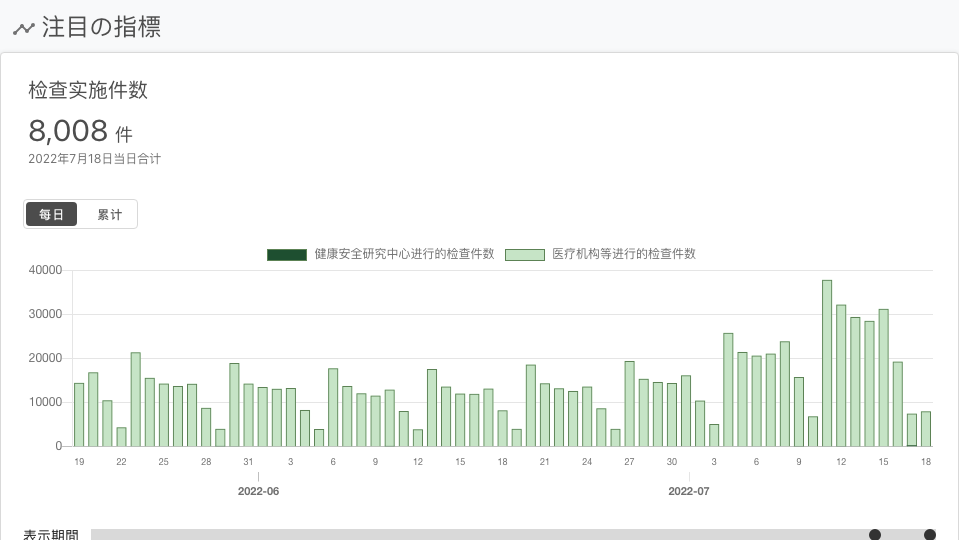 注目の指標
检查实施件数
8,008 件
2022年7月18日当日合计
每日 累计
健康安全研究中心进行的检查件数 医疗机构等进行的检查件数
40000
30000
20000
10000
0
19 22 25 28 31 3 6 9 12 15 18 21 24 27 30 3 6 9 12 15 18
2022-06 2022-07
表示期間